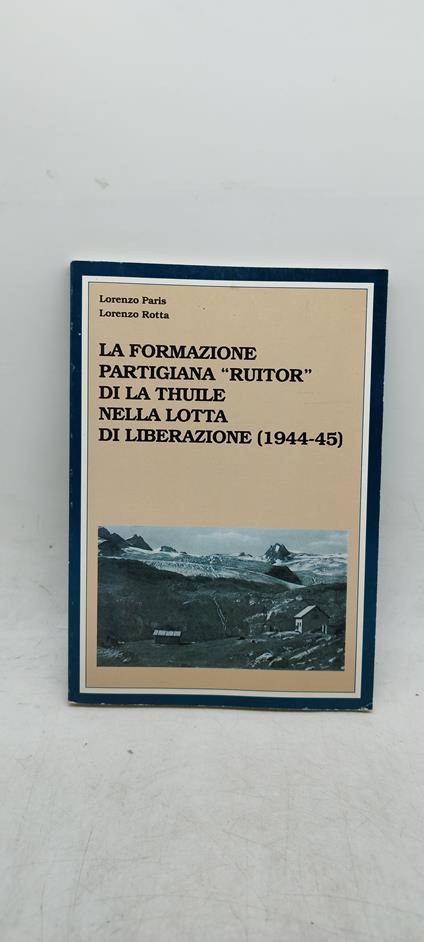 Lorenzo Paris
Lorenzo Rotta
LA FORMAZIONE
PARTIGIANA “RUITOR”
DI LA THUILE
NELLA LOTTA
DI LIBERAZIONE (1944-45)